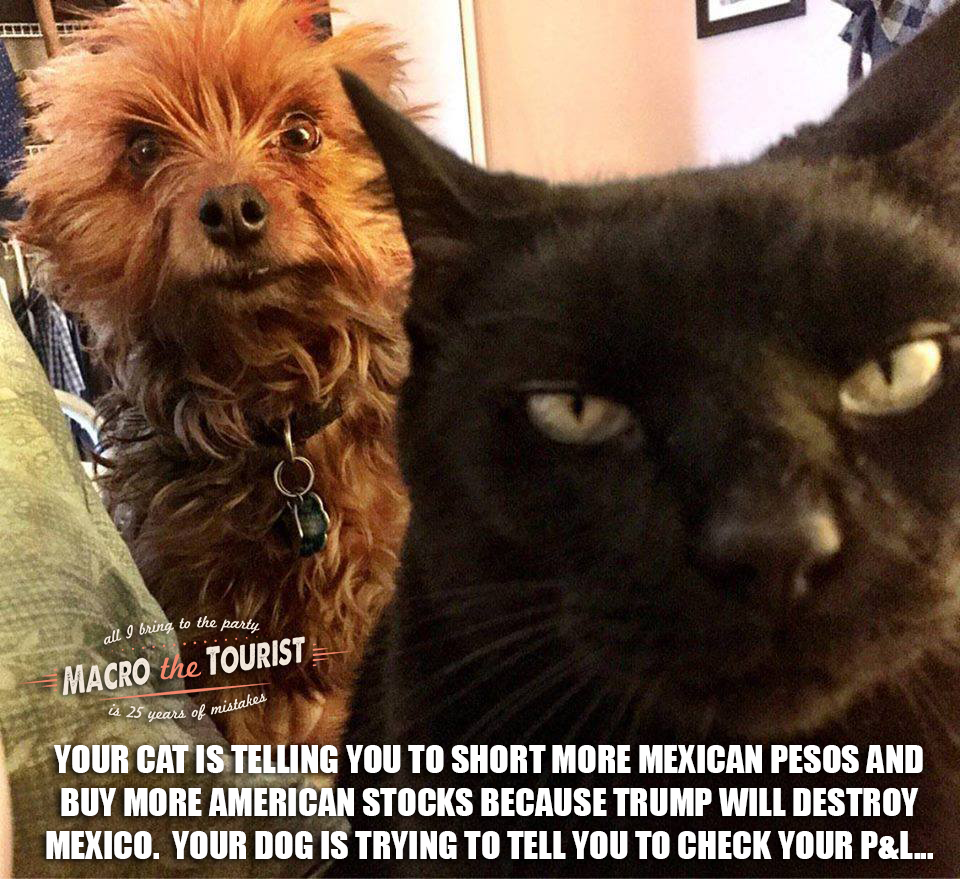 all I bring to the party
MACRO the TOURIST
is 25 years of mistakes
YOUR CAT IS TELLING YOU TO SHORT MORE MEXICAN PESOS AND
BUY MORE AMERICAN STOCKS BECAUSE TRUMP WILL DESTROY
MEXICO. YOUR DOG IS TRYING TO TELL YOU TO CHECK YOUR P&L...